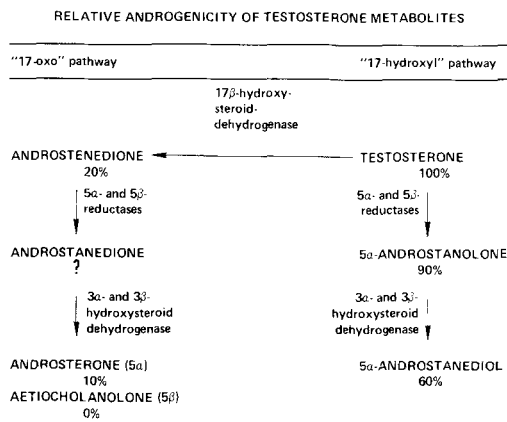 RELATIVE ANDROGENICITY OF TESTOSTERONE METABOLITES
"17-oxo" pathway
"17-hydroxyl" pathway
17β-hydroxy-
steroid-
dehydrogenase
ANDROSTENEDIONE
20%
TESTOSTERONE
100%
5α- and 5β-
reductases
5α- and 5β-
reductases
ANDROSTANEDIONE
?
5α-ANDROSTANOLONE
90%
3α- and 3β-
hydroxysteroid
dehydrogenase
3α- and 3β-
hydroxysteroid
dehydrogenase
ANDROSTERONE (5α)
10%
AETIOCHOLANOLONE (5β)
0%
5α-ANDROSTANEDIOL
60%